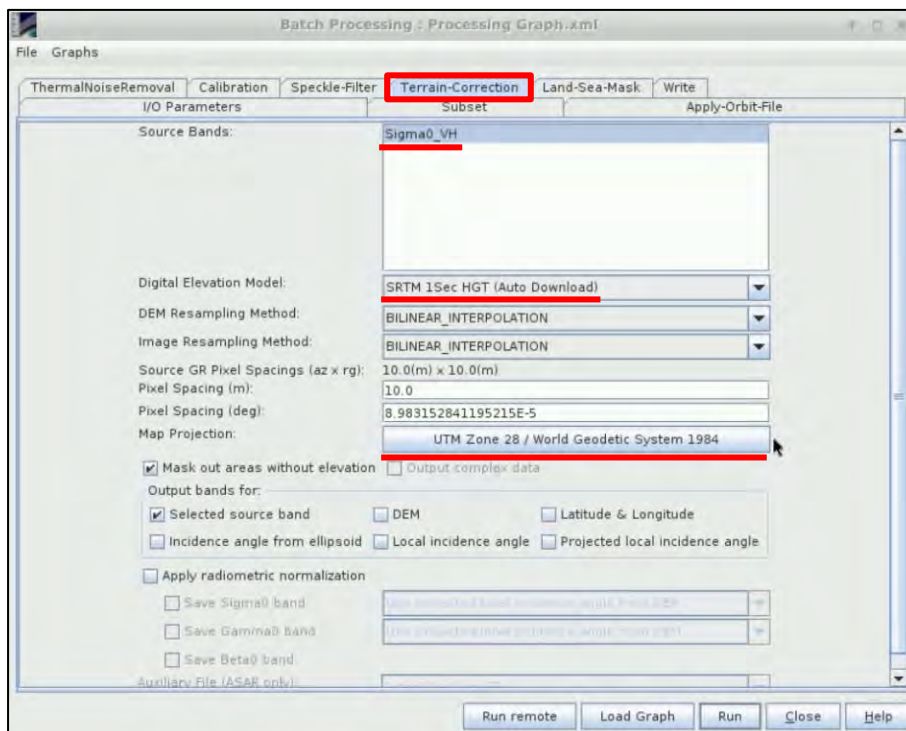 Batch Processing : Processing Graph.xml
File Graphs
ThermalNoiseRemoval Calibration Speckle-Filter Terrain-Correction Land-Sea-Mask Write
I/O Parameters Subset Apply-Orbit-File
Source Bands: Sigma0_VH
Digital Elevation Model: SRTM 1Sec HGT (Auto Download)
DEM Resampling Method: BILINEAR_INTERPOLATION
Image Resampling Method: BILINEAR_INTERPOLATION
Source GR Pixel Spacings (az x rg): 10.0(m) x 10.0(m)
Pixel Spacing (m): 10.0
Pixel Spacing (deg): 8.983152841195215E-5
Map Projection: UTM Zone 28 / World Geodetic System 1984
Mask out areas without elevation Output complex data
Output bands for:
Selected source band DEM Latitude & Longitude
Incidence angle from ellipsoid Local incidence angle Projected local incidence angle
Apply radiometric normalization
Save Sigma0 band
Save Gamma0 band
Save Beta0 band
Auxiliary File (ASAR only):
Run remote Load Graph Run Close Help